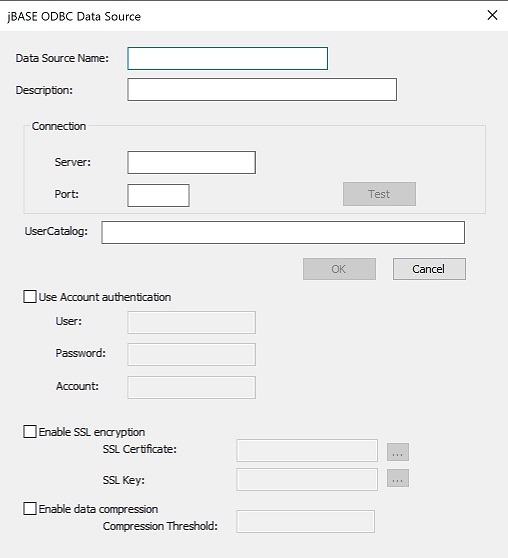 jBASE ODBC Data Source
Data Source Name:
Description:
Connection
Server:
Port:
Test
UserCatalog:
OK Cancel
Use Account authentication
User:
Password:
Account:
Enable SSL encryption
SSL Certificate:
...
SSL Key:
...
Enable data compression
Compression Threshold: